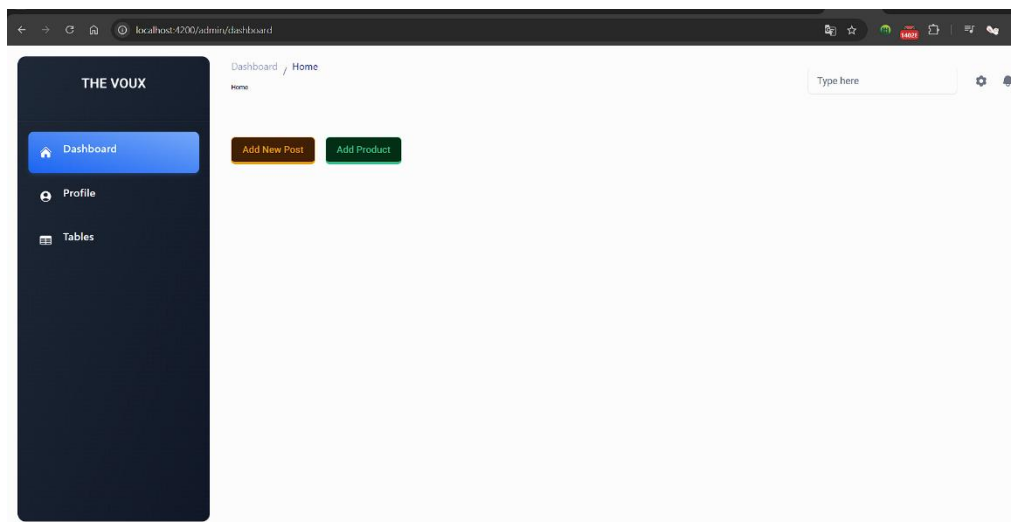 localhost:4200/admin/dashboard
14028
THE VOUX
Dashboard / Home
Home
Type here
Dashboard
Add New Post
Add Product
Profile
Tables